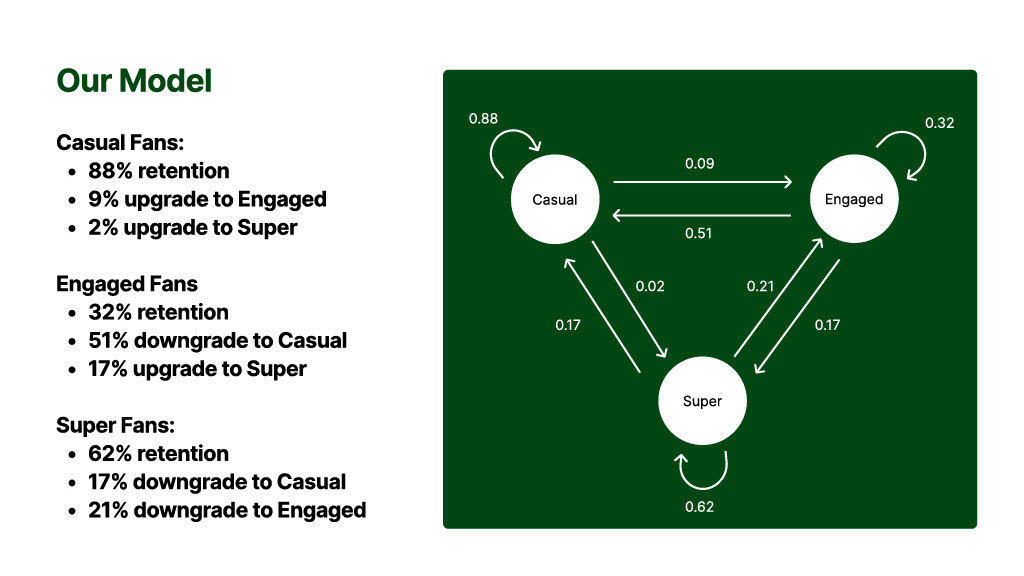 Our Model
Casual Fans:
• 88% retention
• 9% upgrade to Engaged
• 2% upgrade to Super
Engaged Fans
• 32% retention
• 51% downgrade to Casual
• 17% upgrade to Super
Super Fans:
• 62% retention
• 17% downgrade to Casual
• 21% downgrade to Engaged
0.88
0.32
0.09
Casual
Engaged
0.51
0.02
0.21
0.17
0.17
Super
0.62